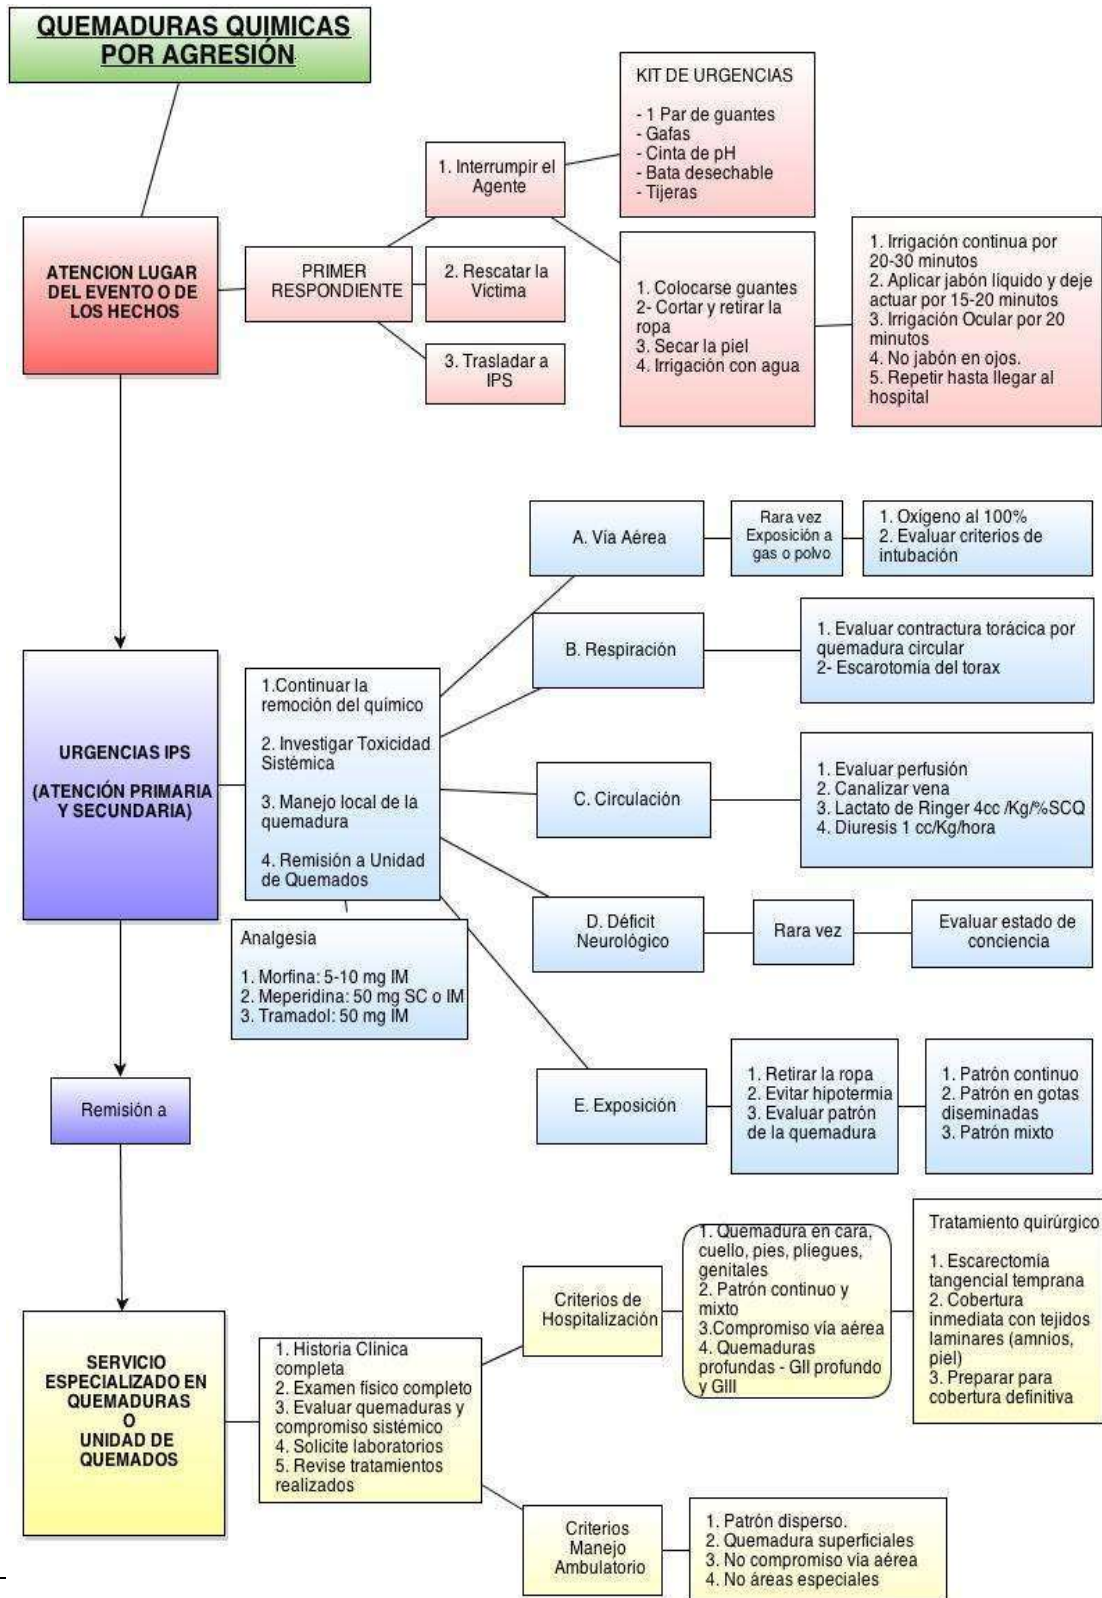 QUEMADURAS QUIMICAS
POR AGRESIÓN
KIT DE URGENCIAS
- 1 Par de guantes
- Gafas
- Cinta de pH
- Bata desechable
- Tijeras
1. Interrumpir el
Agente
ATENCION LUGAR
DEL EVENTO O DE
LOS HECHOS
PRIMER
RESPONDIENTE
2. Rescatar la
Víctima
3. Trasladar a
IPS
1. Colocarse guantes
2- Cortar y retirar la
ropa
3. Secar la piel
4. Irrigación con agua
1. Irrigación continua por
20-30 minutos
2. Aplicar jabón líquido y deje
actuar por 15-20 minutos
3. Irrigación Ocular por 20
minutos
4. No jabón en ojos.
5. Repetir hasta llegar al
hospital
URGENCIAS IPS
(ATENCIÓN PRIMARIA
Y SECUNDARIA)
1.Continuar la
remoción del químico
2. Investigar Toxicidad
Sistémica
3. Manejo local de la
quemadura
4. Remisión a Unidad
de Quemados
Analgesia
1. Morfina: 5-10 mg IM
2. Meperidina: 50 mg SC o IM
3. Tramadol: 50 mg IM
A. Vía Aérea
Rara vez
Exposición a
gas o polvo
1. Oxígeno al 100%
2. Evaluar criterios de
intubación
B. Respiración
1. Evaluar contractura torácica por
quemadura circular
2- Escarotomía del torax
C. Circulación
1. Evaluar perfusión
2. Canalizar vena
3. Lactato de Ringer 4cc /Kg/%SCQ
4. Diuresis 1 cc/Kg/hora
D. Déficit
Neurológico
Rara vez
Evaluar estado de
conciencia
E. Exposición
1. Retirar la ropa
2. Evitar hipotermia
3. Evaluar patrón
de la quemadura
1. Patrón continuo
2. Patrón en gotas
diseminadas
3. Patrón mixto
Remisión a
SERVICIO
ESPECIALIZADO EN
QUEMADURAS
O
UNIDAD DE
QUEMADOS
1. Historia Clínica
completa
2. Examen físico completo
3. Evaluar quemaduras y
compromiso sistémico
4. Solicite laboratorios
5. Revise tratamientos
realizados
Criterios de
Hospitalización
1. Quemadura en cara,
cuello, pies, pliegues,
genitales
2. Patrón continuo y
mixto
3.Compromiso vía aérea
4. Quemaduras
profundas - GII profundo
y GIII
Tratamiento quirúrgico
1. Escarectomía
tangencial temprana
2. Cobertura
inmediata con tejidos
laminares (amnios,
piel)
3. Preparar para
cobertura definitiva
Criterios
Manejo
Ambulatorio
1. Patrón disperso.
2. Quemadura superficiales
3. No compromiso vía aérea
4. No áreas especiales